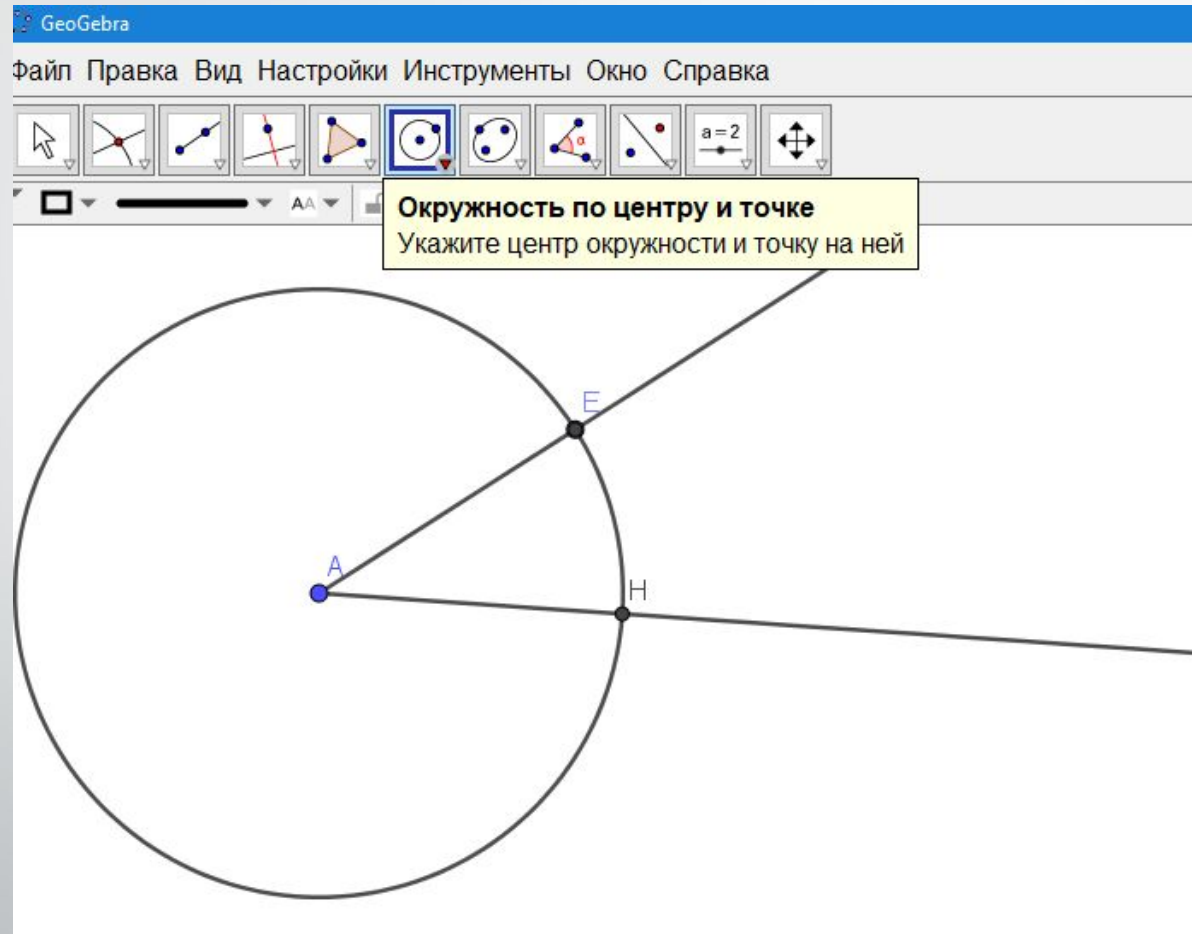 GeoGebra
Файл Правка Вид Настройки Инструменты Окно Справка
α
a=2
AA
Окружность по центру и точке
Укажите центр окружности и точку на ней
E
A
H